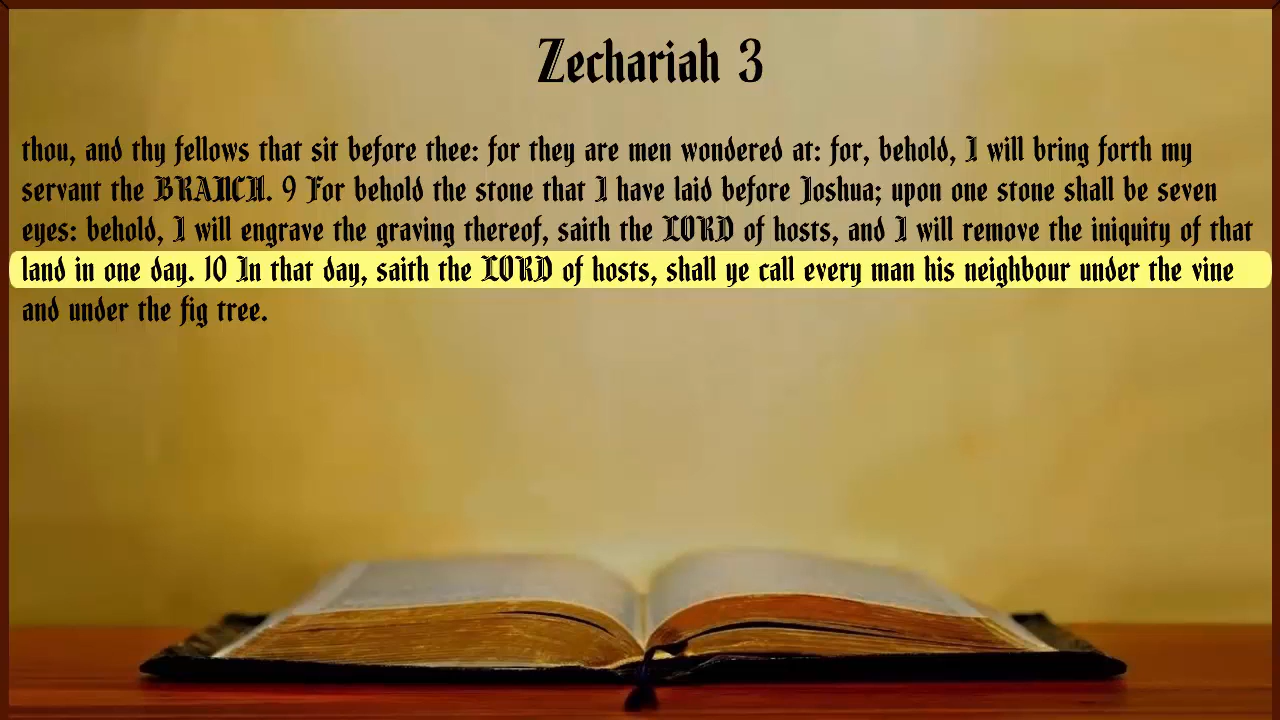 Zechariah 3
thou, and thy fellows that sit before thee: for they are men wondered at: for, behold, I will bring forth my
servant the BRANCH. 9 For behold the stone that I have laid before Joshua; upon one stone shall be seven
eyes: behold, I will engrave the graving thereof, saith the LORD of hosts, and I will remove the iniquity of that
land in one day. 10 In that day, saith the LORD of hosts, shall ye call every man his neighbour under the vine
and under the fig tree.